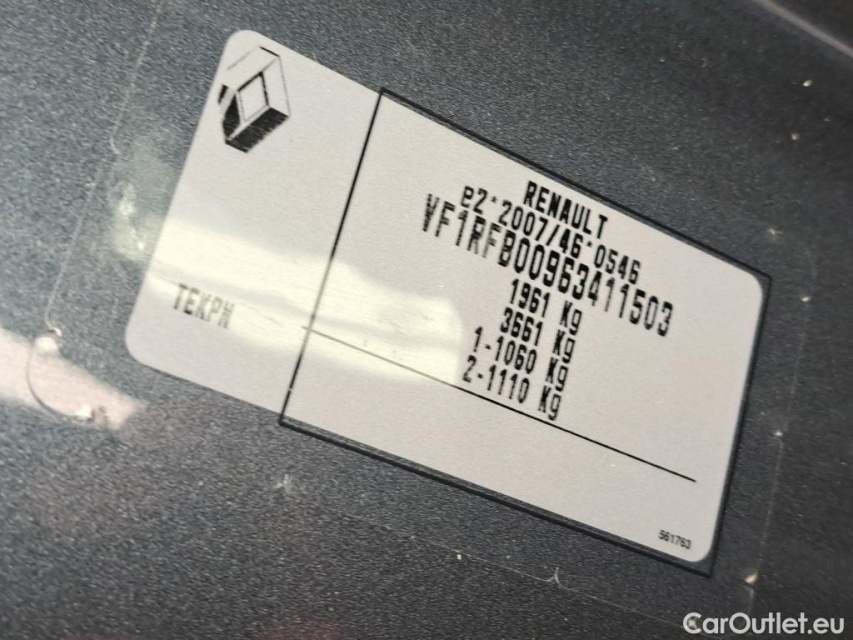 RENAULT
e2*2007/46*0546
VF1RFB00963411503
1961 Kg
3661 Kg
1-1060 Kg
2-1110 Kg
TEKPN
561763
CarOutlet.eu